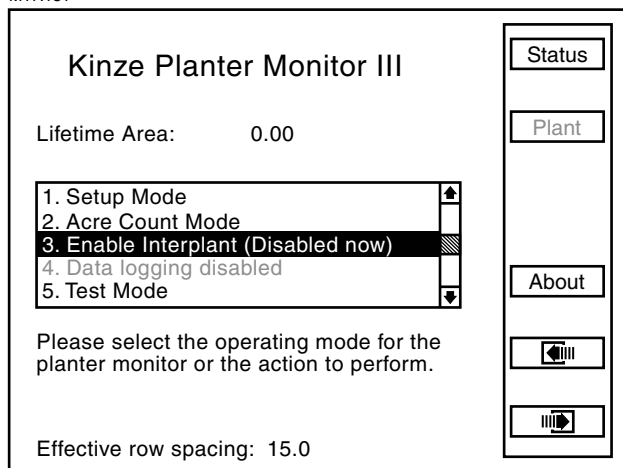 Kinze Planter Monitor III
Lifetime Area: 0.00
1. Setup Mode
2. Acre Count Mode
3. Enable Interplant (Disabled now)
4. Data logging disabled
5. Test Mode
Please select the operating mode for the
planter monitor or the action to perform.
Effective row spacing: 15.0
Status
Plant
About